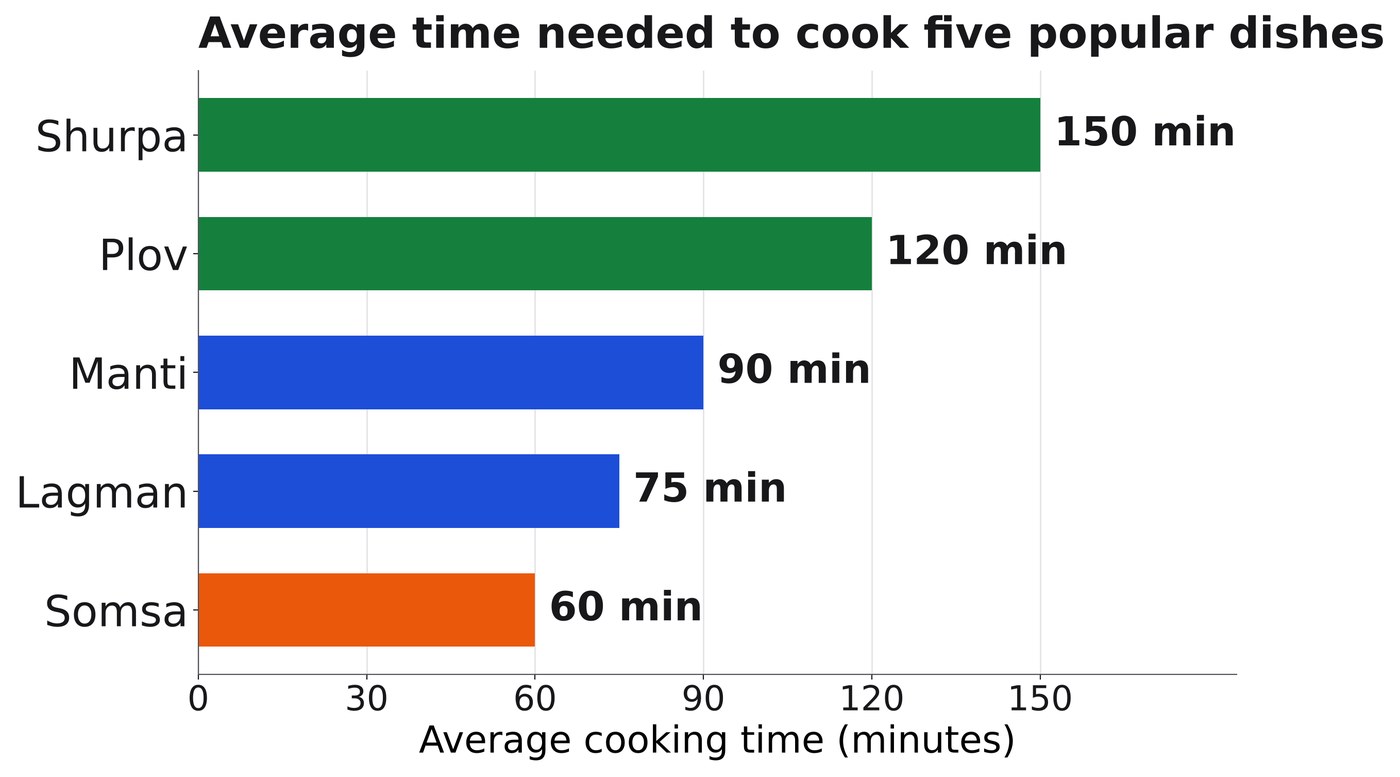 Average time needed to cook five popular dishes
Shurpa
150 min
Plov
120 min
Manti
90 min
Lagman
75 min
Somsa
60 min
0 30 60 90 120 150
Average cooking time (minutes)